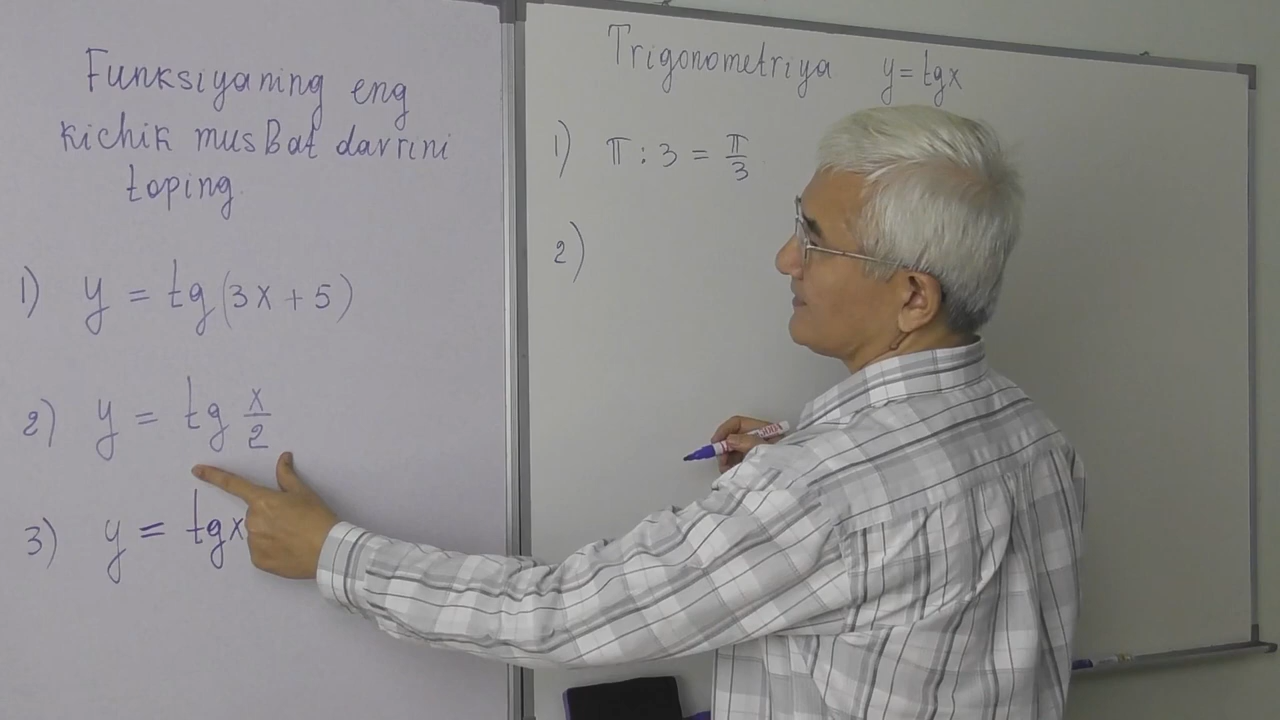 Funksiyaning eng
kichik musBat davrini
toping.
1) y = tg(3x + 5)
2) y = tg x/2
3) y = tgx
Trigonometriya y = tgx
1) π : 3 = π/3
2)